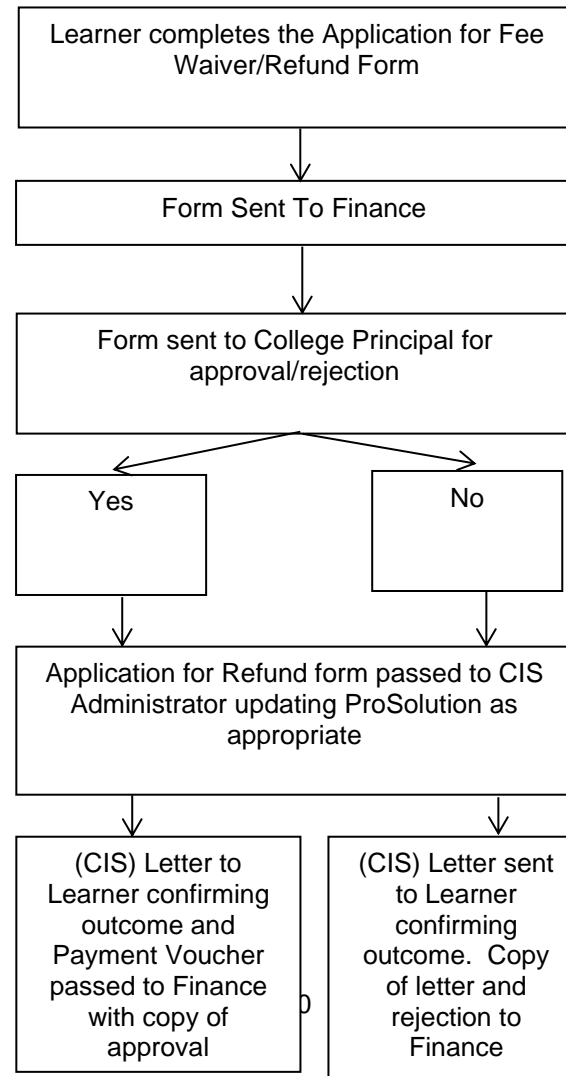 Learner completes the Application for Fee
Waiver/Refund Form
Form Sent To Finance
Form sent to College Principal for
approval/rejection
Yes
No
Application for Refund form passed to CIS
Administrator updating ProSolution as
appropriate
(CIS) Letter to
Learner confirming
outcome and
Payment Voucher
passed to Finance
with copy of
approval
(CIS) Letter sent
to Learner
confirming
outcome.  Copy
of letter and
rejection to
Finance